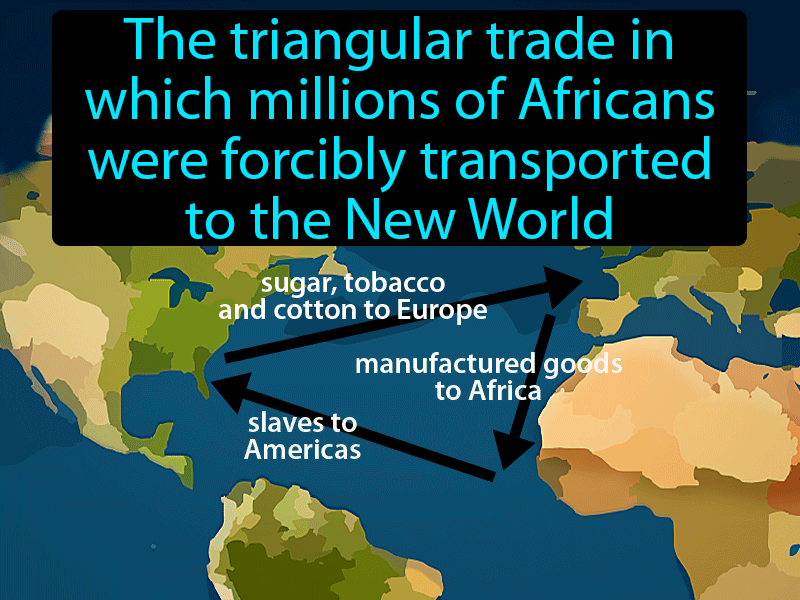 The triangular trade in
which millions of Africans
were forcibly transported
to the New World
sugar, tobacco
and cotton to Europe
manufactured goods
to Africa
slaves to
Americas